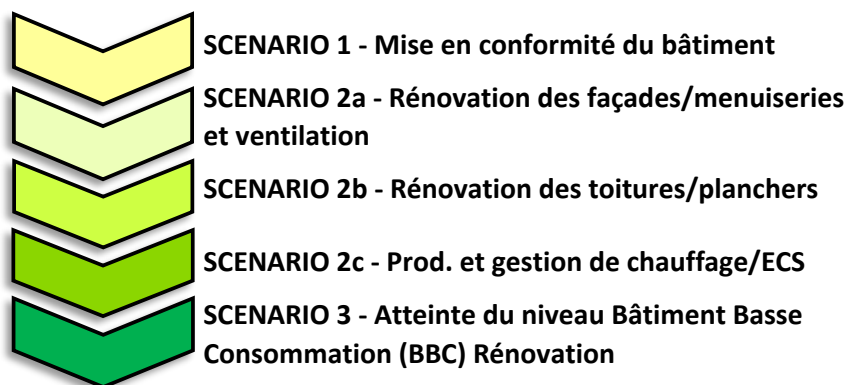 SCENARIO 1 - Mise en conformité du bâtiment
SCENARIO 2a - Rénovation des façades/menuiseries
et ventilation
SCENARIO 2b - Rénovation des toitures/planchers
SCENARIO 2c - Prod. et gestion de chauffage/ECS
SCENARIO 3 - Atteinte du niveau Bâtiment Basse
Consommation (BBC) Rénovation